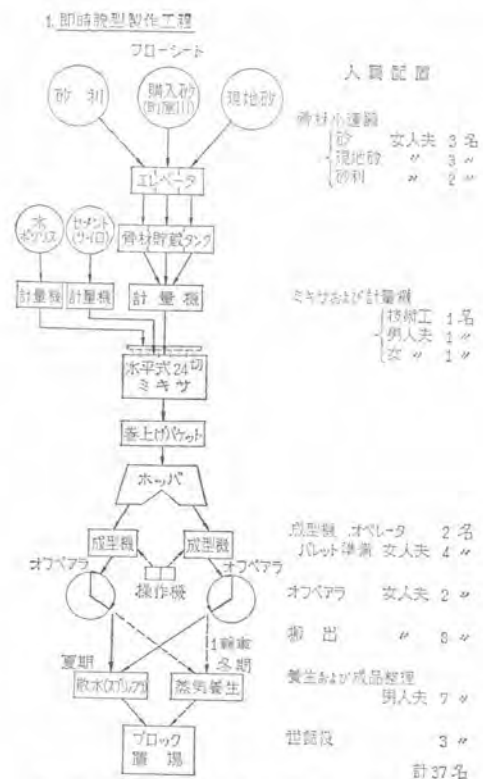 1. 即時脱型製作工程
フローシート
人員配置
砂利
購入砂
現地砂
骨材小運搬
砂 女人夫 3名
現地砂 〃 3〃
砂利 〃 2〃
エレベータ
水
ポゾリス
セメント
(サイロ)
骨材貯蔵タンク
計量機
計量機
計量機
ミキサおよび計量機
技術工 1名
男人夫 1〃
女 〃 1〃
水平式24切
ミキサ
巻上げバケット
ホッパ
成型機
成型機
成型機 オペレータ 2名
パレット準備 女人夫 4〃
オフベアラ
オフベアラ
操作機
オフベアラ 女人夫 2〃
搬出 〃 8〃
1輪車
夏期
冬期
散水(スプリンクラ)
蒸気養生
養生および成品整理
男人夫 7〃
世話役 3〃
ブロック
置場
計37名